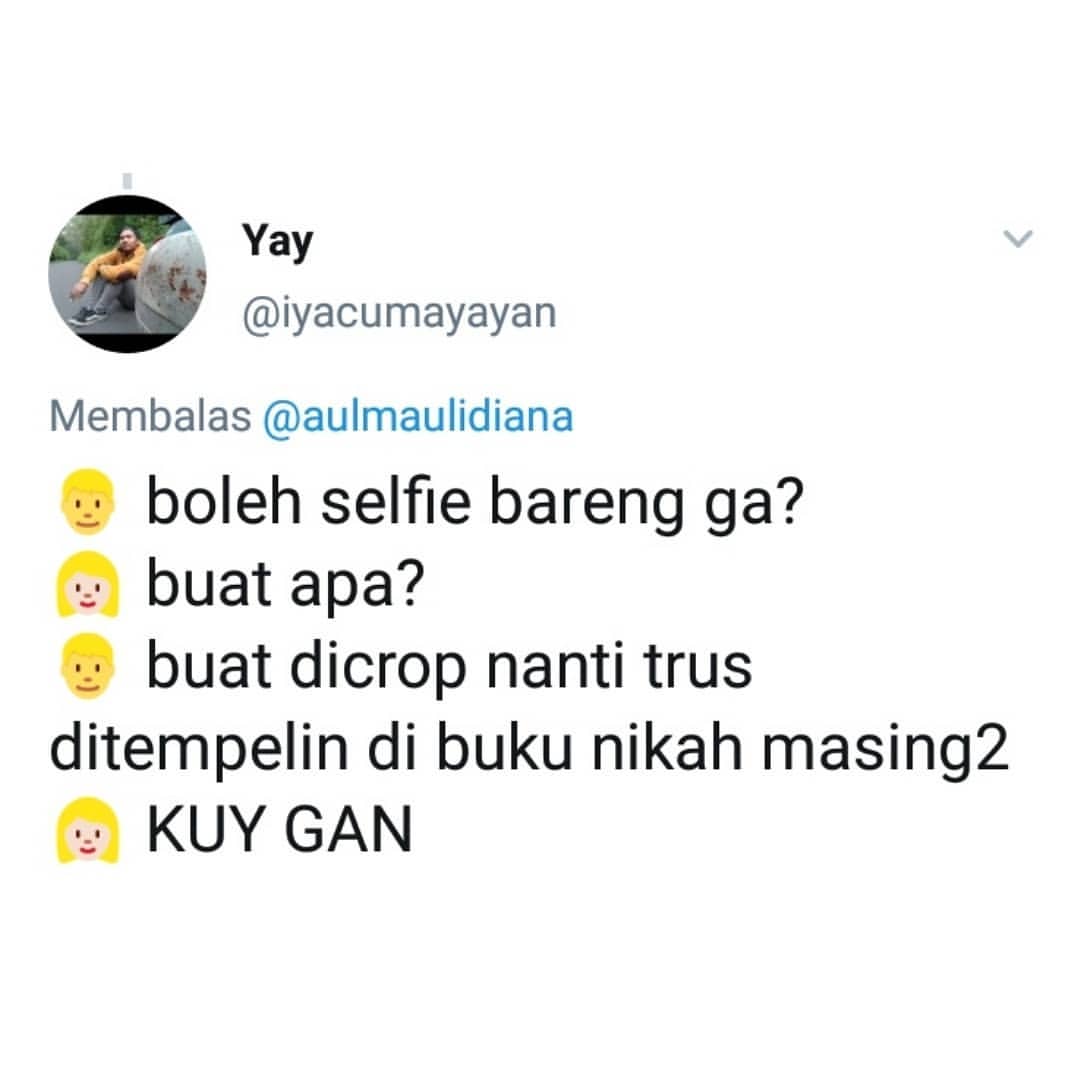 Yay
@iyacumayayan
Membalas @aulmaulidiana
👱‍♂️ boleh selfie bareng ga?
👱🏻‍♀️ buat apa?
👱‍♂️ buat dicrop nanti trus
ditempelin di buku nikah masing2
👱🏻‍♀️ KUY GAN